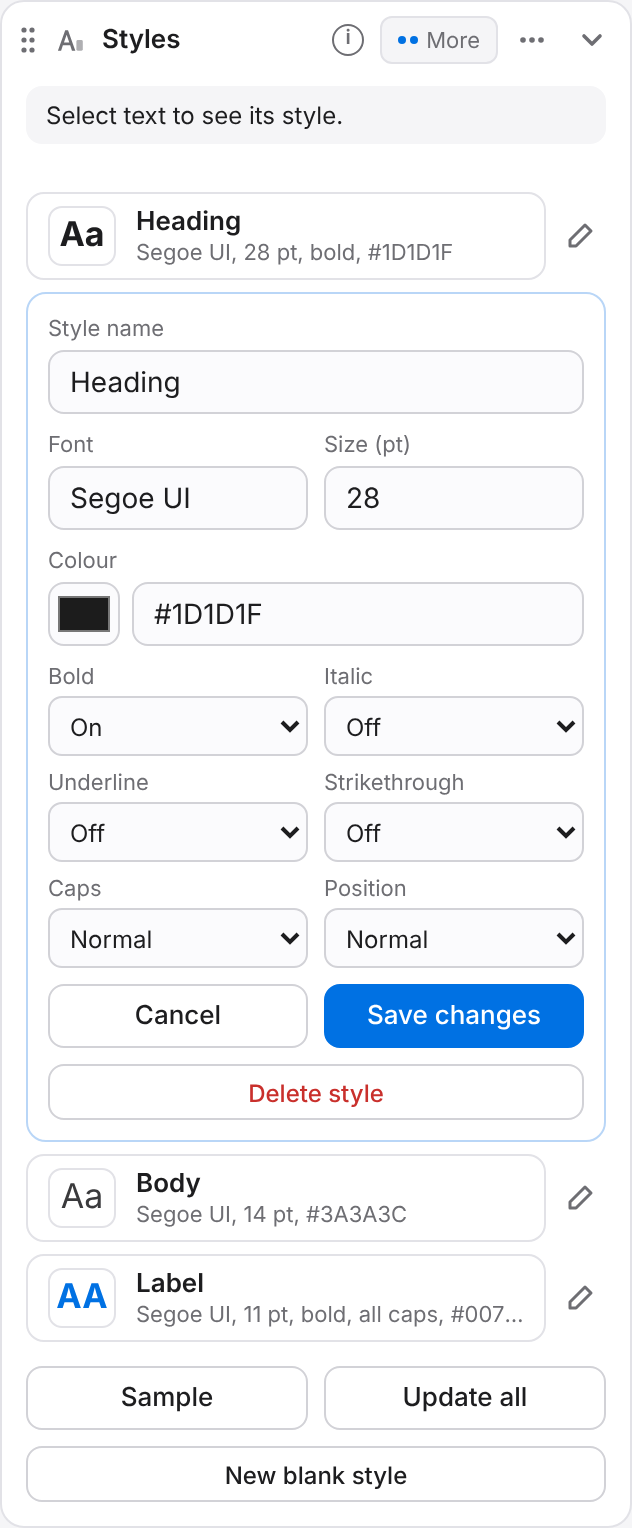 Styles
More
Select text to see its style.
Aa
Heading
Segoe UI, 28 pt, bold, #1D1D1F
Style name
Heading
Font
Size (pt)
Segoe UI
28
Colour
#1D1D1F
Bold
Italic
On
Off
Underline
Strikethrough
Off
Off
Caps
Position
Normal
Normal
Cancel
Save changes
Delete style
Aa
Body
Segoe UI, 14 pt, #3A3A3C
AA
Label
Segoe UI, 11 pt, bold, all caps, #007...
Sample
Update all
New blank style